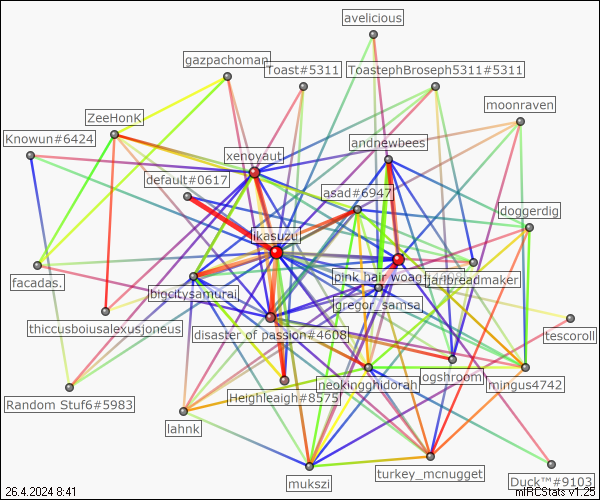 avelicious
gazpachoman
Toast#5311
ToastephBroseph5311#5311
moonraven
ZeeHonK
Knowun#6424
xenoyaut
andnewbees
default#0617
asad#6947
doggerdig
likasuzu
facadas.
bigcitysamurai
pink hair woag
jarlbreadmaker
gregor_samsa
thiccusboiusalexusjoneus
disaster of passion#4608
tescoroll
Random Stuf6#5983
Heighleaigh#8575
neokingghidorah
ogshroom
mingus4742
lahnk
mukszi
turkey_mcnugget
Duck™#9103
26.4.2024 8:41
mIRCStats v1.25